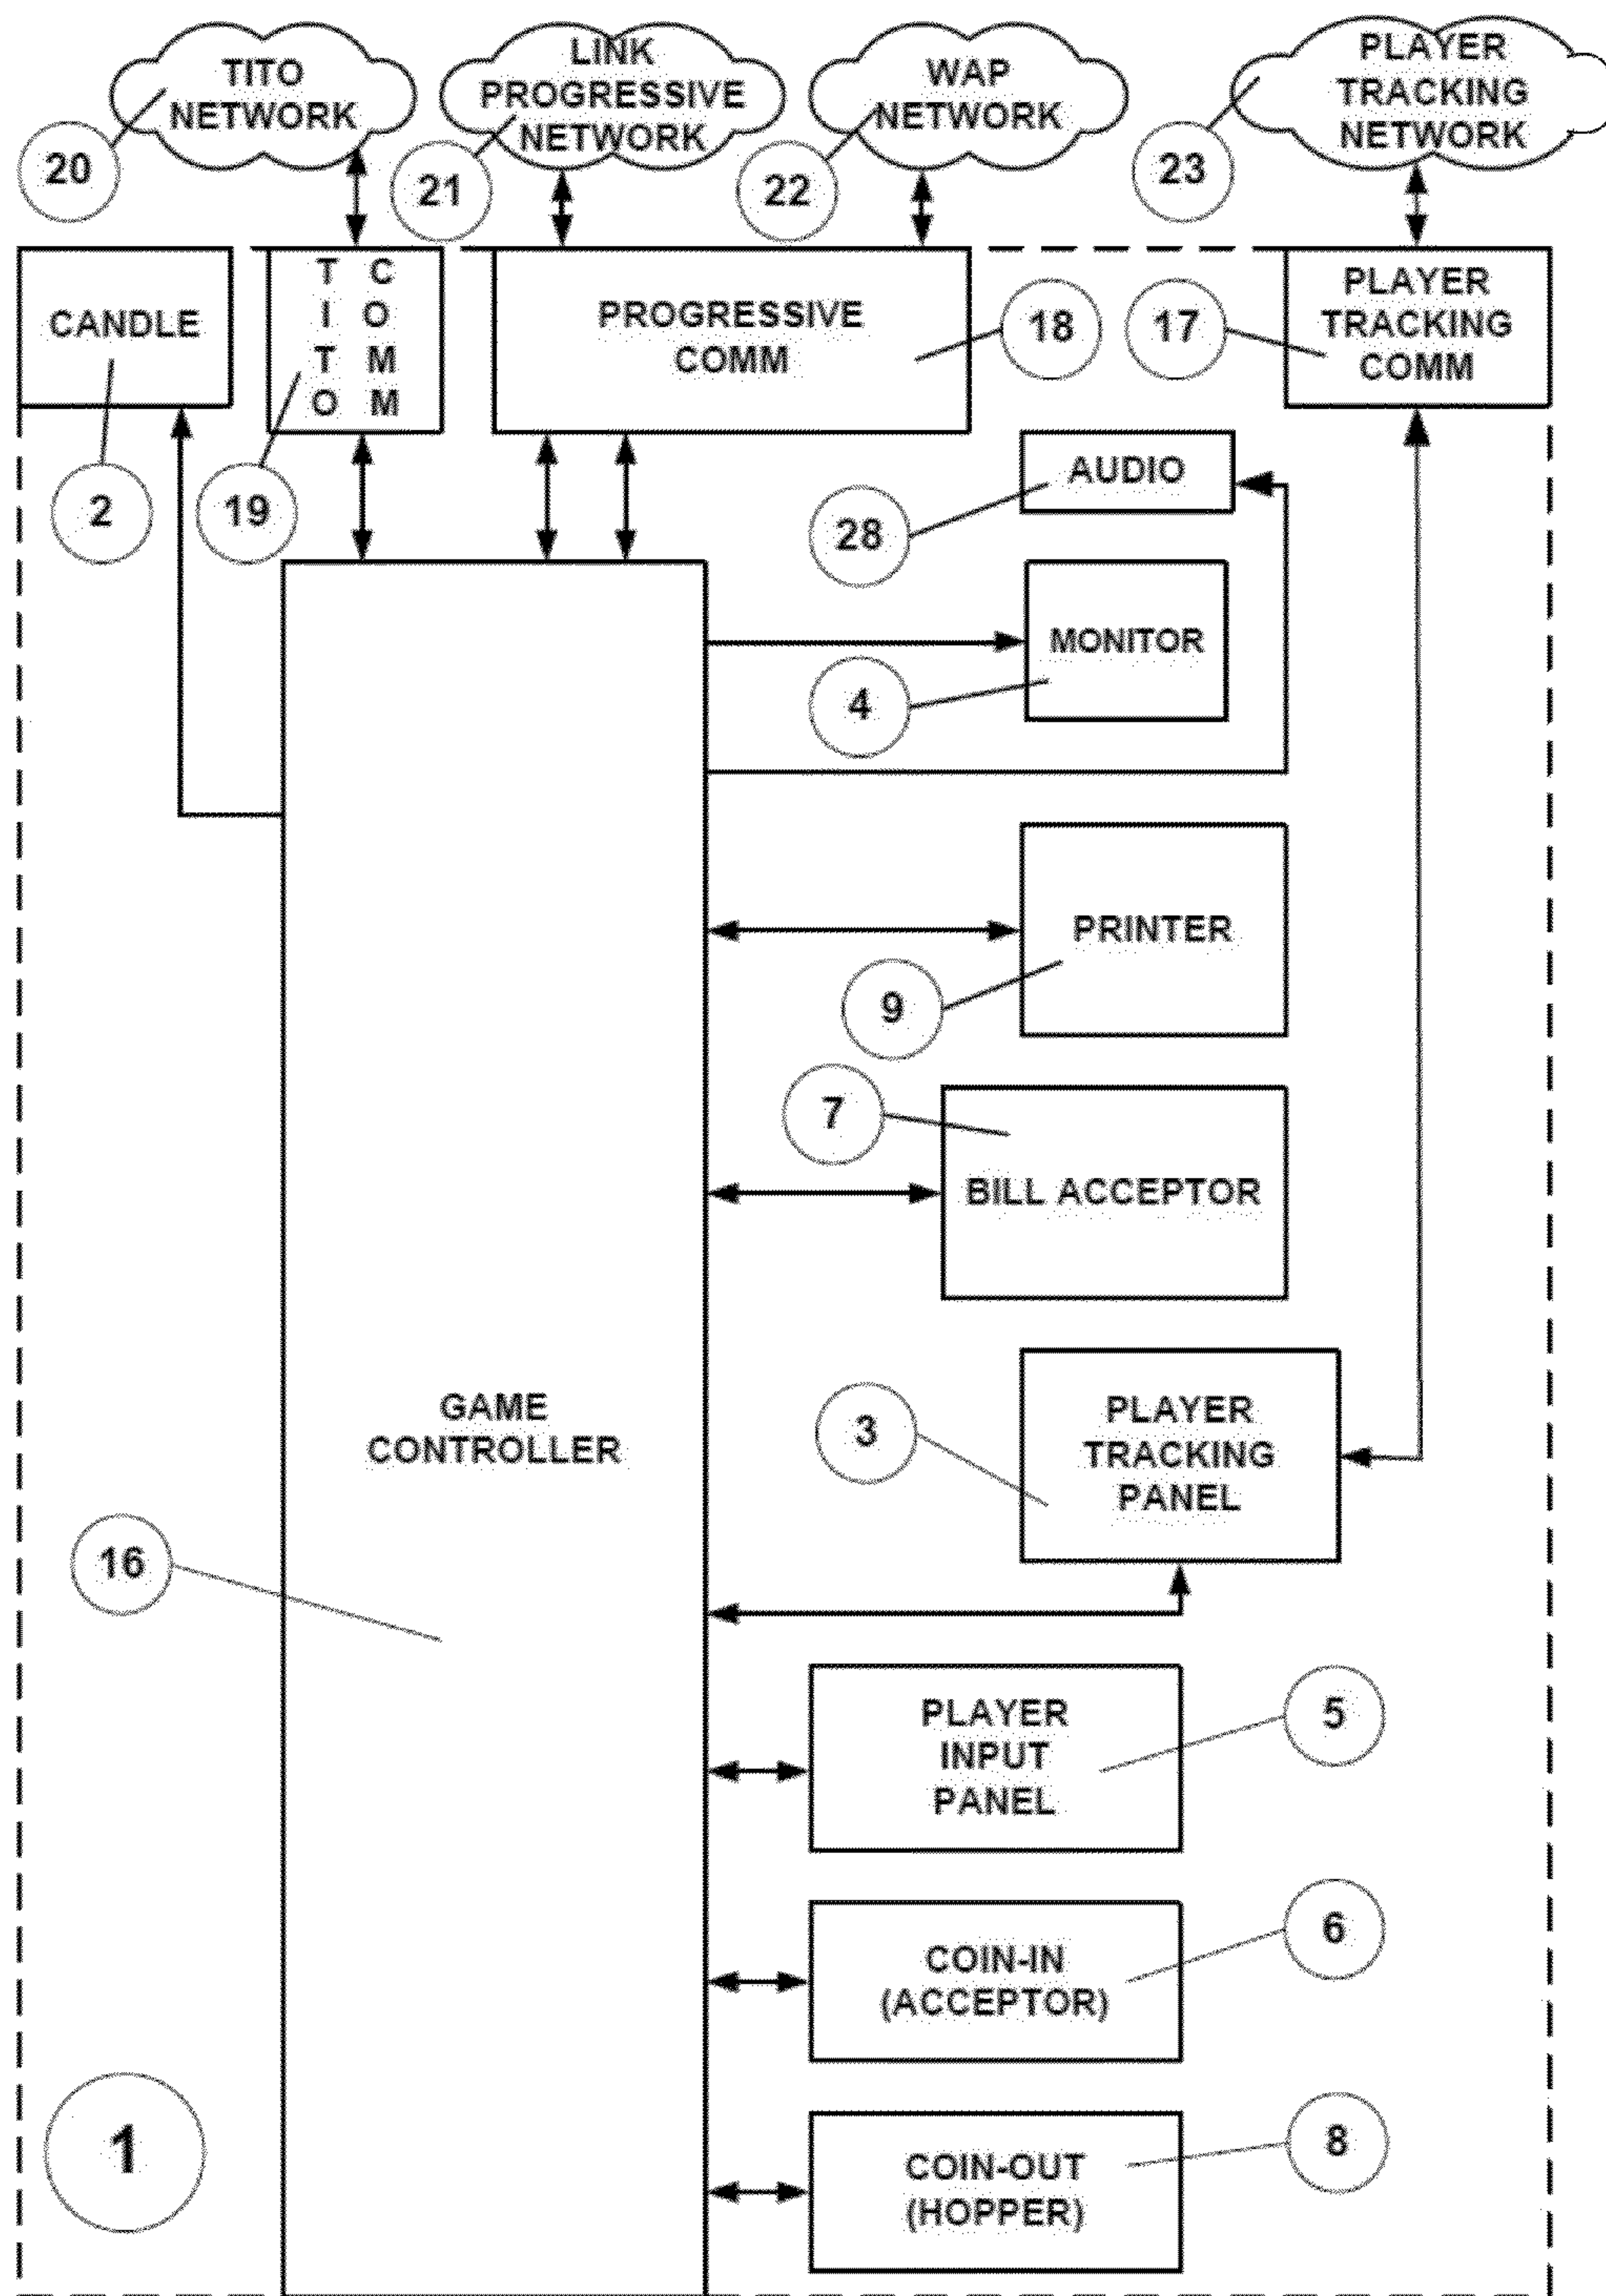 TITO
NETWORK
LINK
PROGRESSIVE
NETWORK
WAP
NETWORK
PLAYER
TRACKING
NETWORK
20
21
22
23
CANDLE
TITO
COMM
PROGRESSIVE
COMM
18
17
PLAYER
TRACKING
COMM
2
19
28
AUDIO
MONITOR
4
PRINTER
9
7
BILL ACCEPTOR
GAME
CONTROLLER
3
PLAYER
TRACKING
PANEL
16
PLAYER
INPUT
PANEL
5
COIN-IN
(ACCEPTOR)
6
1
COIN-OUT
(HOPPER)
8